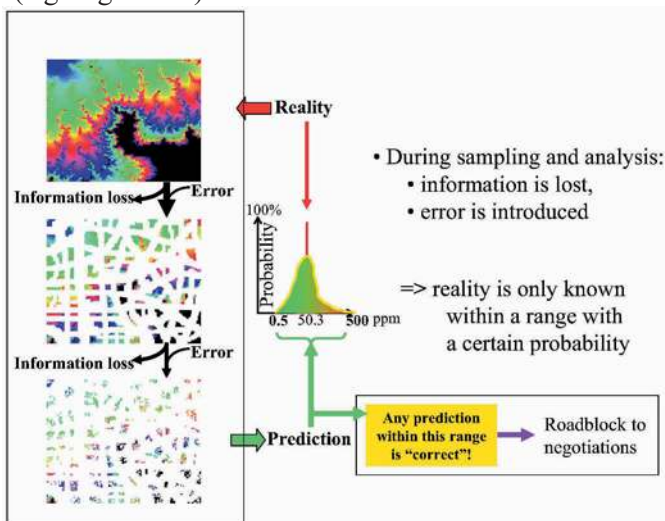 Reality
• During sampling and analysis:
• information is lost,
• error is introduced
Information loss
Error
100%
Probability
0.5 50.3 500 ppm
=> reality is only known
within a range with
a certain probability
Information loss
Error
Prediction
Any prediction
within this range
is “correct”!
Roadblock to
negotiations